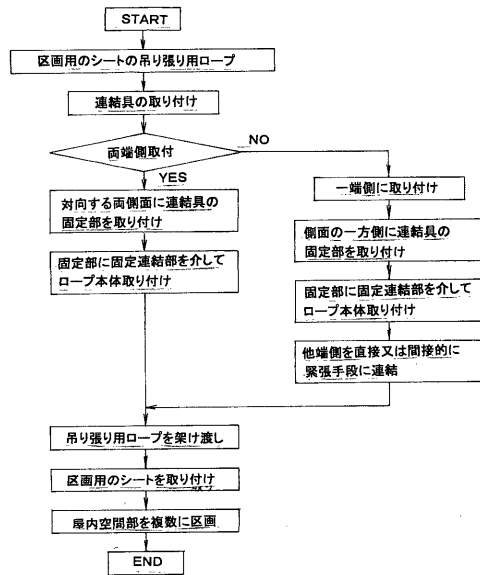 START
区画用のシートの吊り張り用ロープ
連結具の取り付け
両端側取付
NO
YES
対向する両側面に連結具の
固定部を取り付け
固定部に固定連結部を介して
ロープ本体取り付け
一端側に取り付け
側面の一方側に連結具の
固定部を取り付け
固定部に固定連結部を介して
ロープ本体取り付け
他端側を直接又は間接的に
緊張手段に連結
吊り張り用ロープを架け渡し
区画用のシートを取り付け
屋内空間部を複数に区画
END